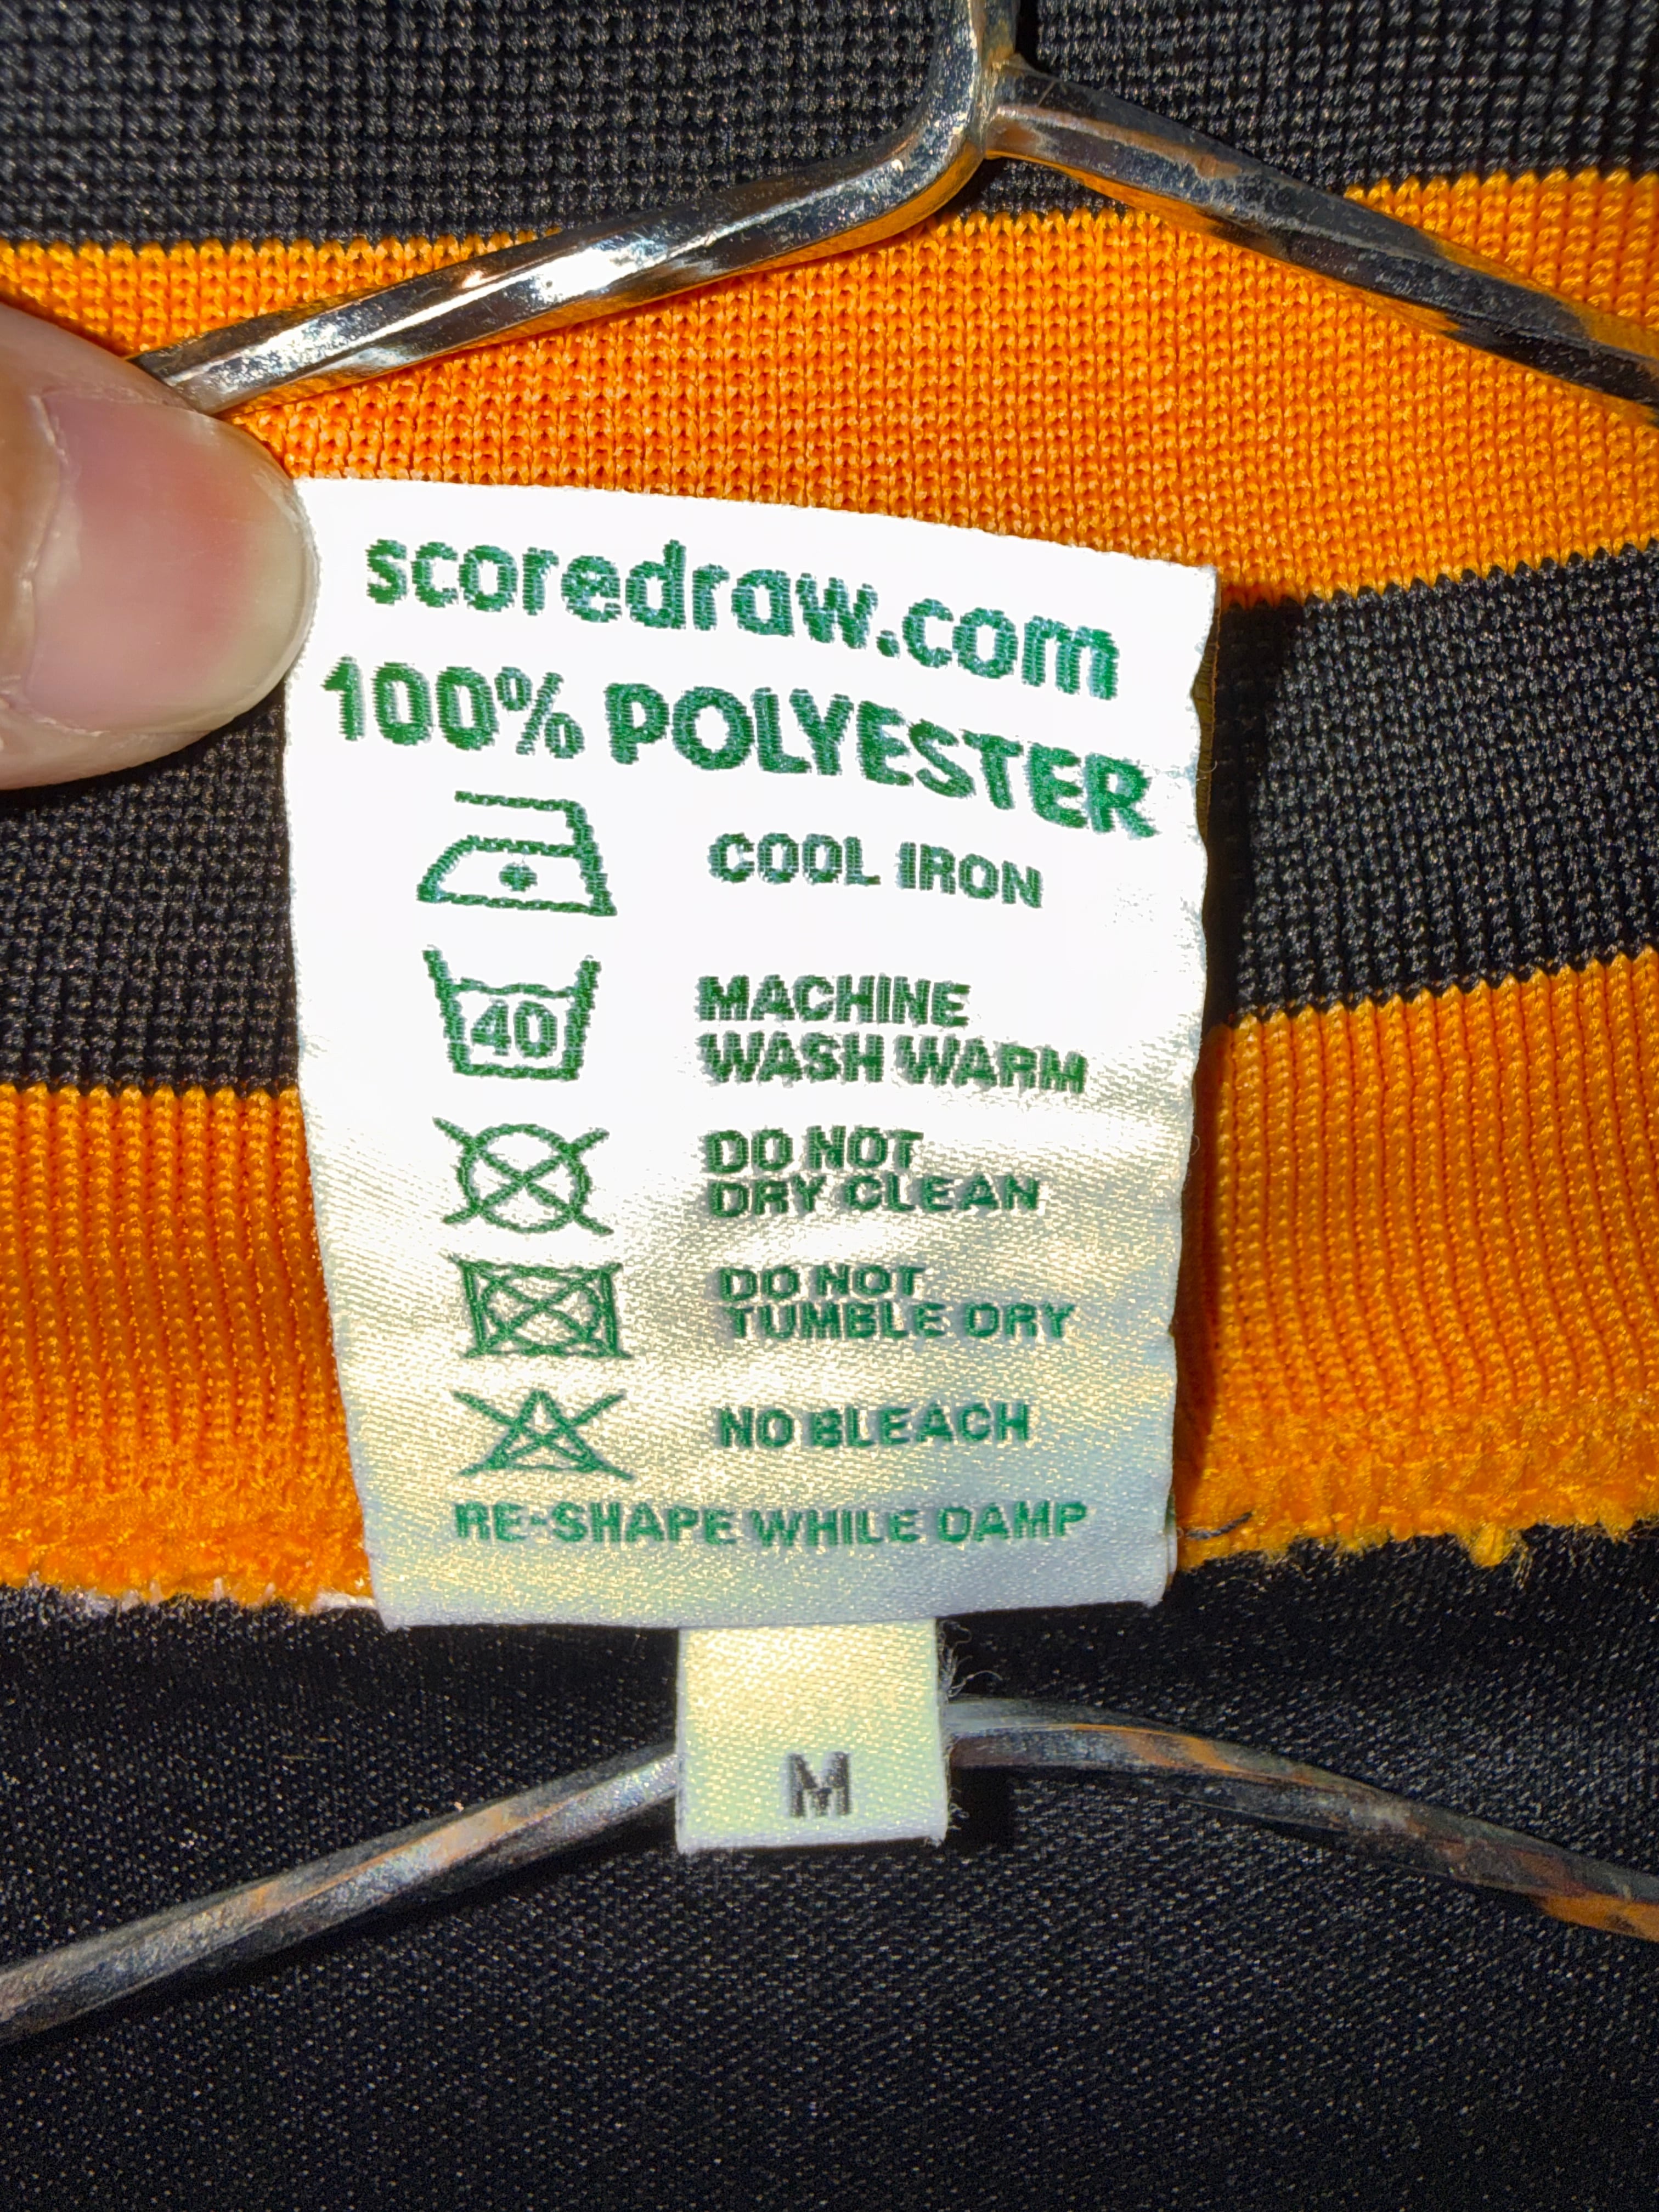 scoredraw.com
100% POLYESTER
COOL IRON
40
MACHINE
WASH WARM
DO NOT
DRY CLEAN
DO NOT
TUMBLE DRY
NO BLEACH
RE-SHAPE WHILE DAMP
M